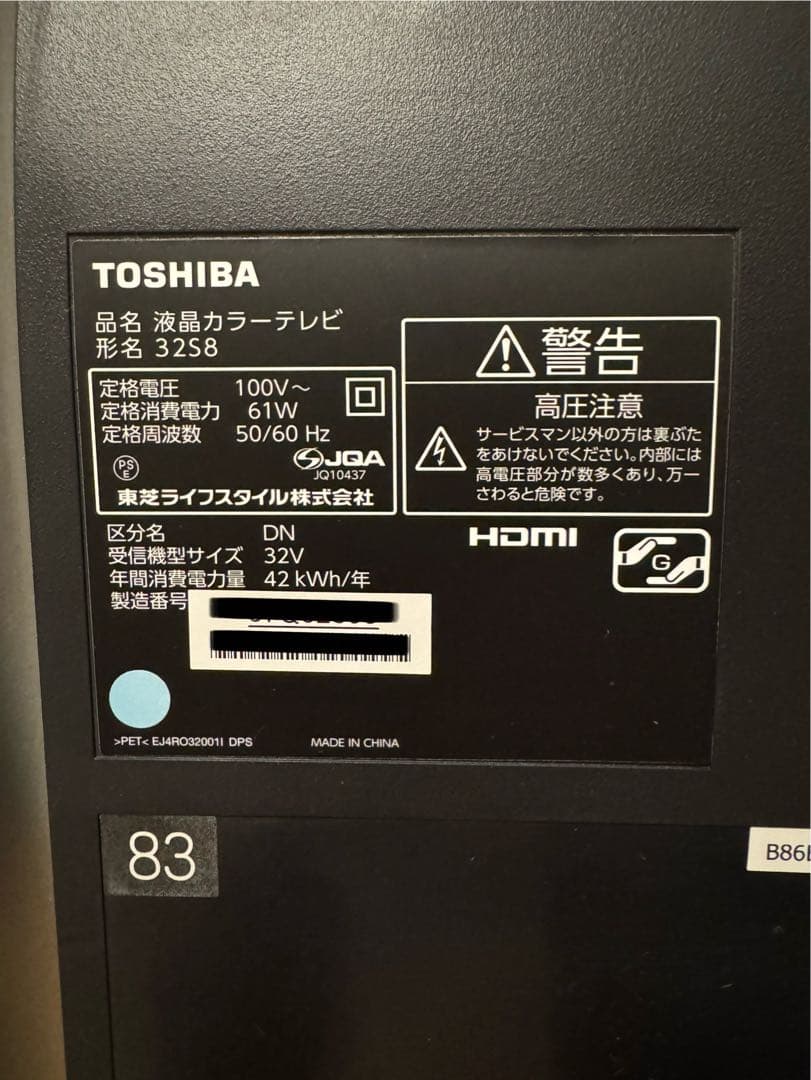 TOSHIBA
品名 液晶カラーテレビ
形名 32S8
定格電圧 100V～
定格消費電力 61W
定格周波数 50/60 Hz
PS
E
JQA
JQ10437
東芝ライフスタイル株式会社
警告
高圧注意
サービスマン以外の方は裏ぶた
をあけないでください。内部には
高電圧部分が数多くあり、万一
さわると危険です。
区分名 DN
受信機型サイズ 32V
年間消費電力量 42 kWh/年
製造番号
HDMI
G
>PET< EJ4RO32001I DPS
MADE IN CHINA
83